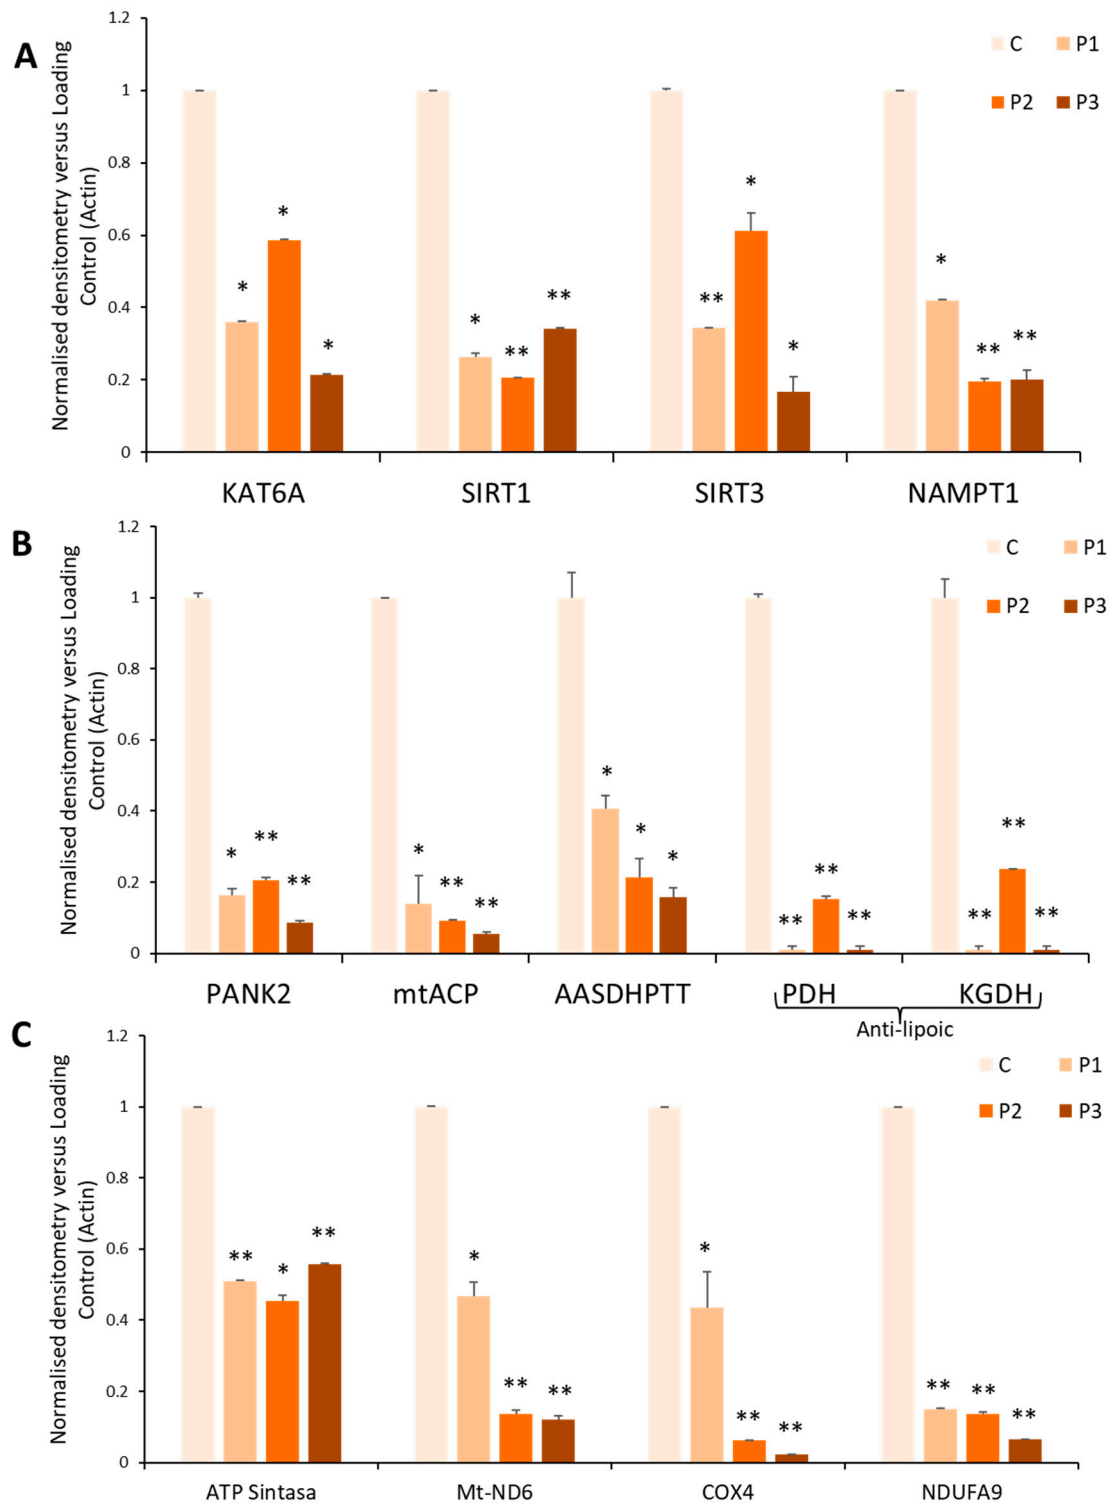 A
Normalised densitometry versus Loading
Control (Actin)
1.2
1
0.8
0.6
0.4
0.2
0
C
P1
P2
P3
* * *
* ** **
** * *
* ** **
KAT6A
SIRT1
SIRT3
NAMPT1
B
Normalised densitometry versus Loading
Control (Actin)
1.2
1
0.8
0.6
0.4
0.2
0
C
P1
P2
P3
* ** **
* ** **
* * *
** ** **
** ** **
PANK2
mtACP
AASDHPTT
PDH
KGDH
Anti-lipoic
C
Normalised densitometry versus Loading
Control (Actin)
1.2
1
0.8
0.6
0.4
0.2
0
C
P1
P2
P3
** * **
* ** **
* ** **
** ** **
ATP Sintasa
Mt-ND6
COX4
NDUFA9